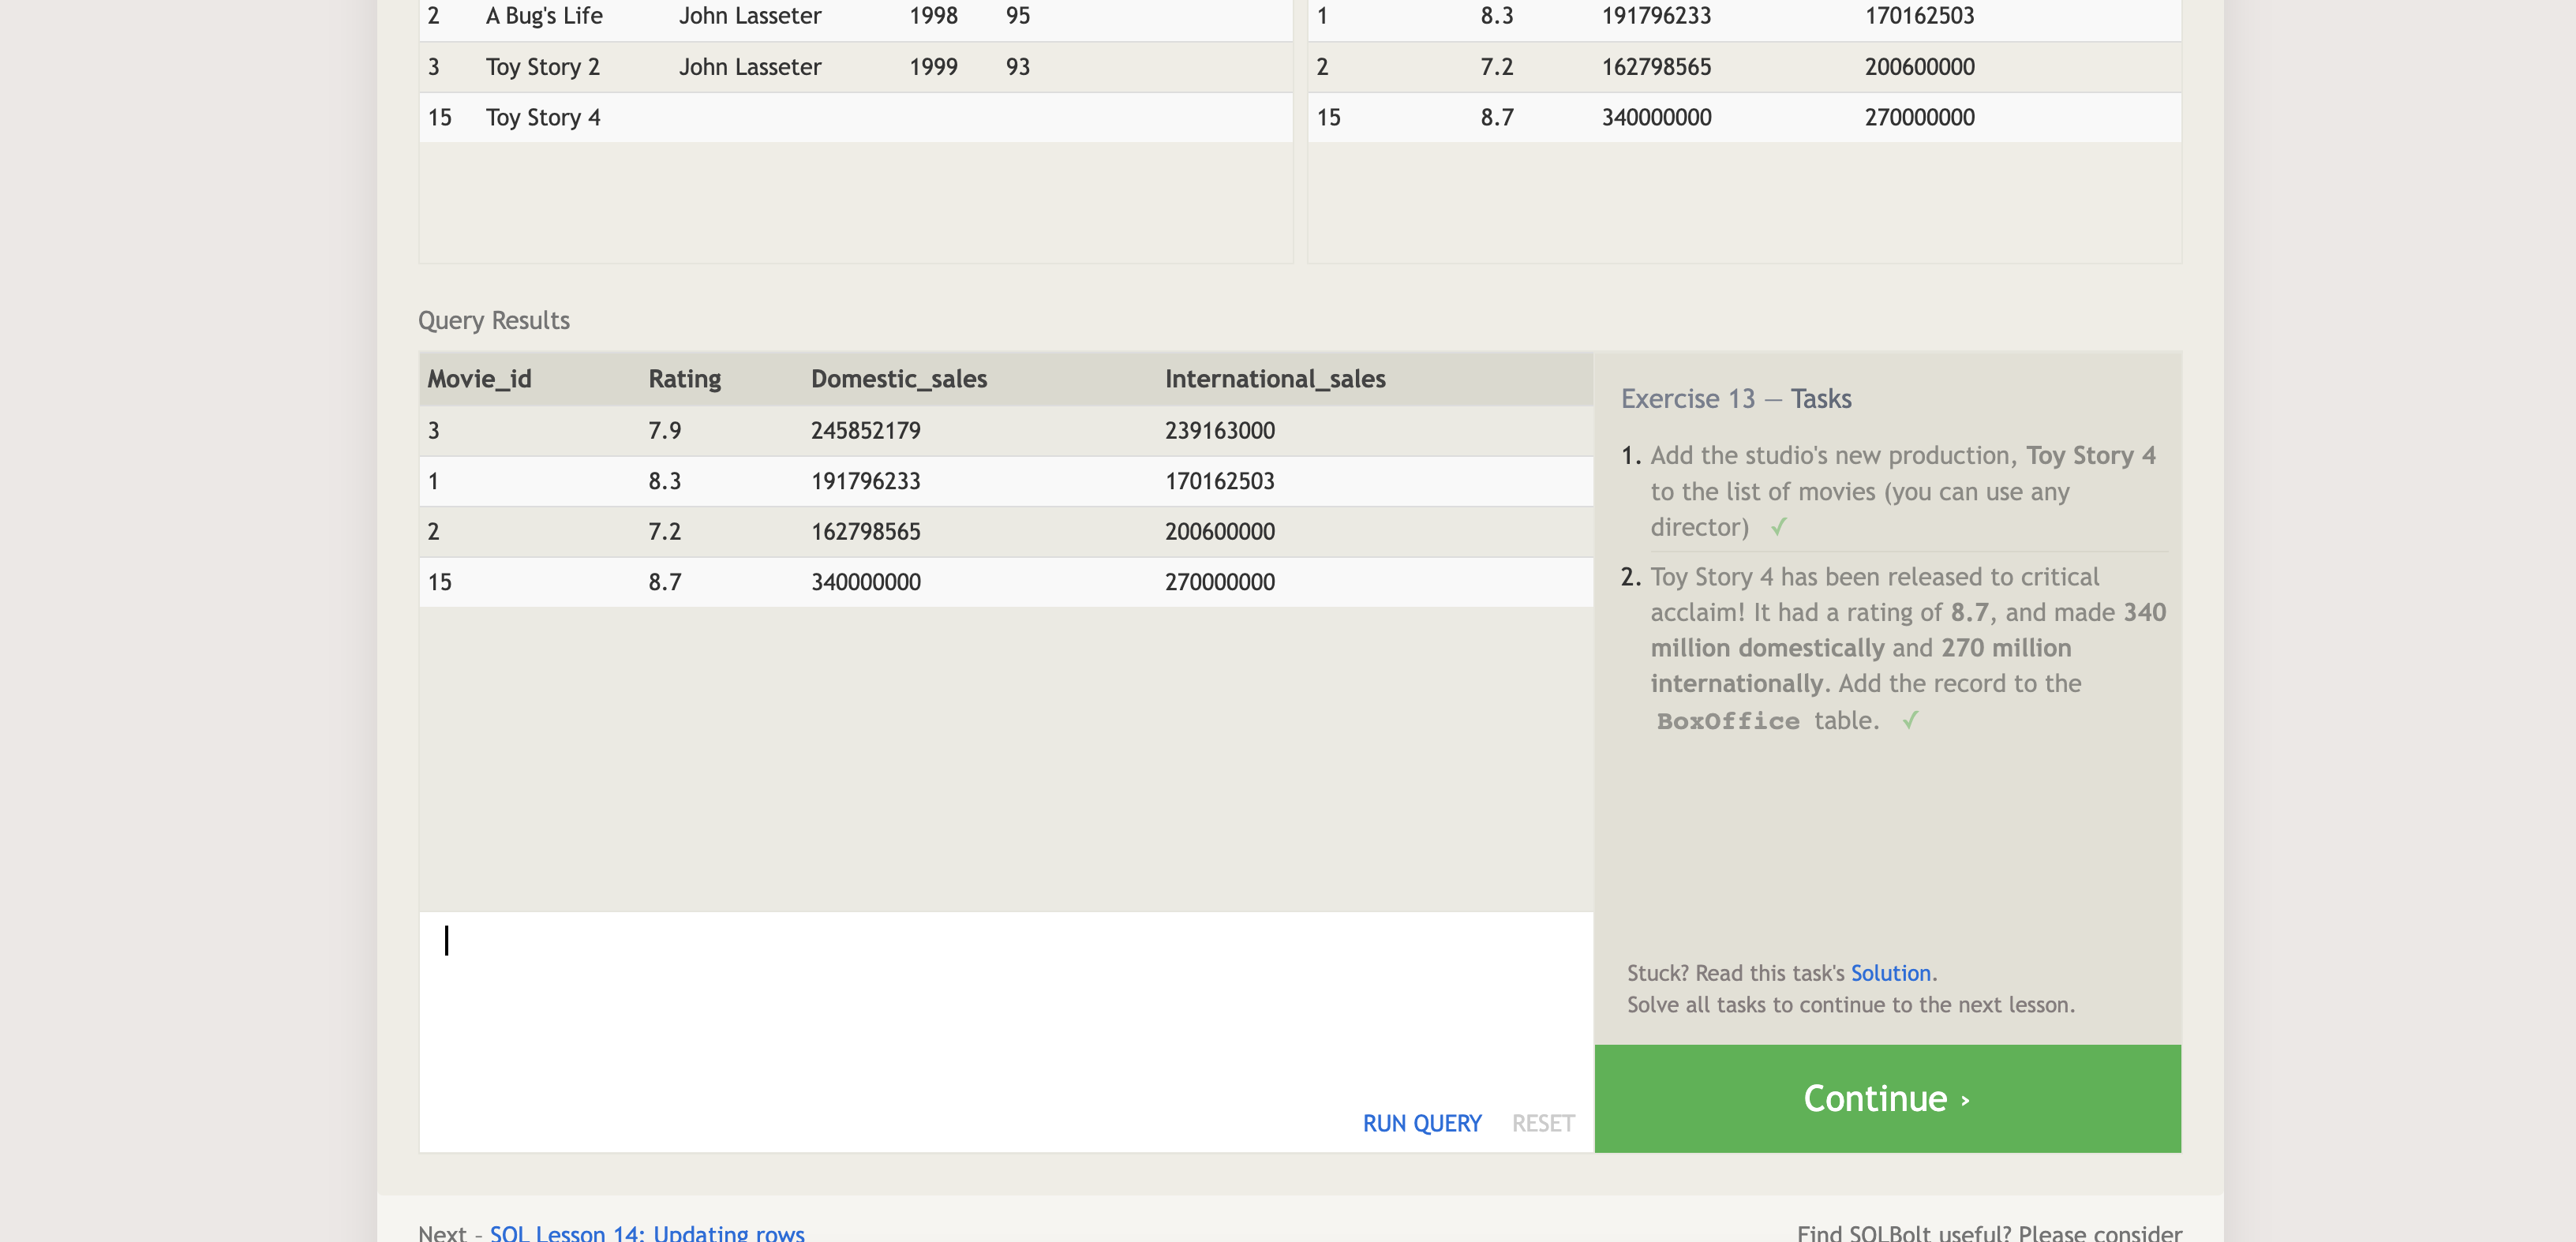 2 A Bug's Life John Lasseter 1998 95
3 Toy Story 2 John Lasseter 1999 93
15 Toy Story 4
1 8.3 191796233 170162503
2 7.2 162798565 200600000
15 8.7 340000000 270000000
Query Results
Movie_id Rating Domestic_sales International_sales
3 7.9 245852179 239163000
1 8.3 191796233 170162503
2 7.2 162798565 200600000
15 8.7 340000000 270000000
Exercise 13 — Tasks
1. Add the studio's new production, Toy Story 4
to the list of movies (you can use any
director) ✓
2. Toy Story 4 has been released to critical
acclaim! It had a rating of 8.7, and made 340
million domestically and 270 million
internationally. Add the record to the
BoxOffice table. ✓
Stuck? Read this task's Solution.
Solve all tasks to continue to the next lesson.
RUN QUERY RESET
Continue ›
Next – SQL Lesson 14: Updating rows
Find SQLBolt useful? Please consider